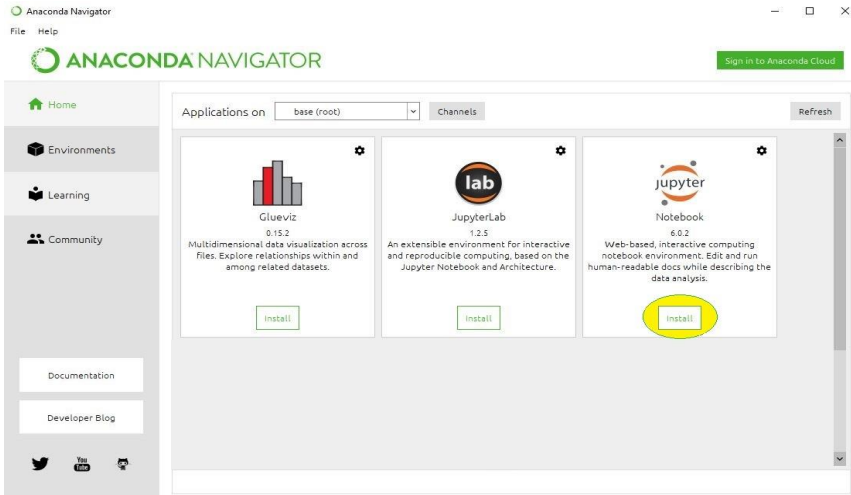 Anaconda Navigator
File Help
ANACONDA NAVIGATOR
Sign in to Anaconda Cloud
Home
Environments
Learning
Community
Documentation
Developer Blog
You
Tube
Applications on base (root) Channels Refresh
Glueviz
0.15.2
Multidimensional data visualization across
files. Explore relationships within and
among related datasets.
Install
lab
JupyterLab
1.2.5
An extensible environment for interactive
and reproducible computing, based on the
Jupyter Notebook and Architecture.
Install
jupyter
Notebook
6.0.2
Web-based, interactive computing
notebook environment. Edit and run
human-readable docs while describing the
data analysis.
Install